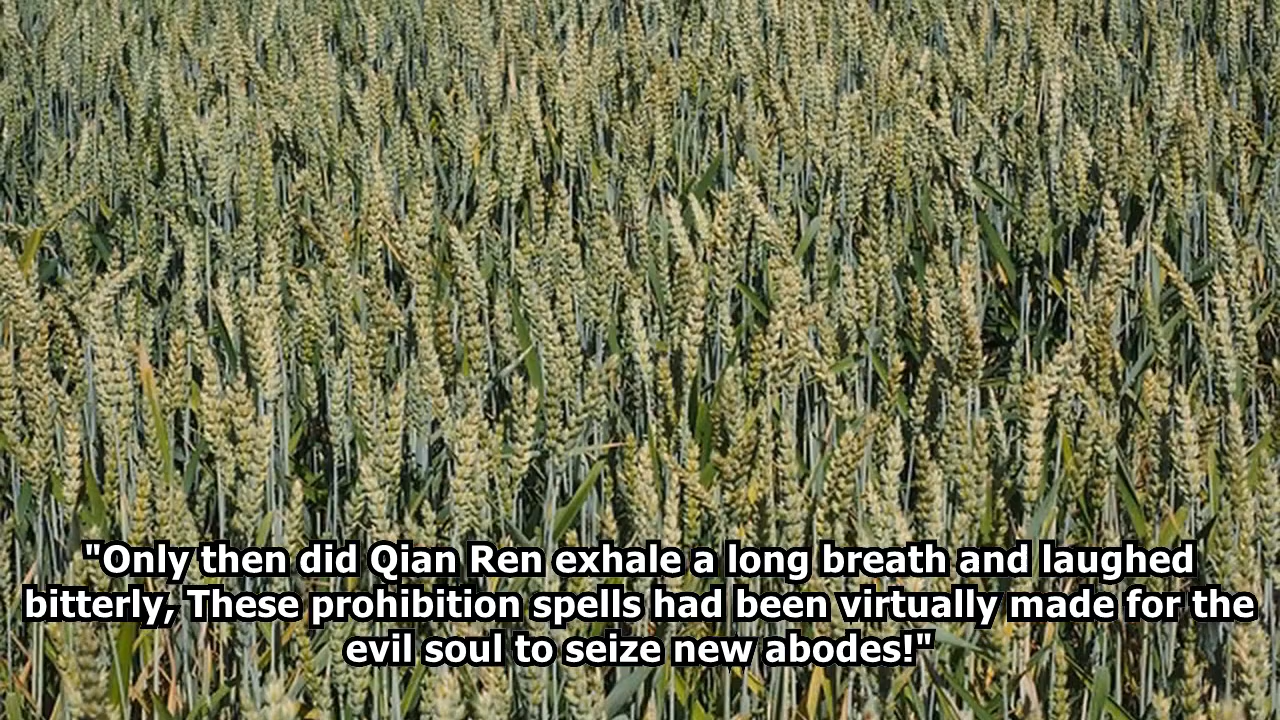 "Only then did Qian Ren exhale a long breath and laughed
bitterly, These prohibition spells had been virtually made for the
evil soul to seize new abodes!"